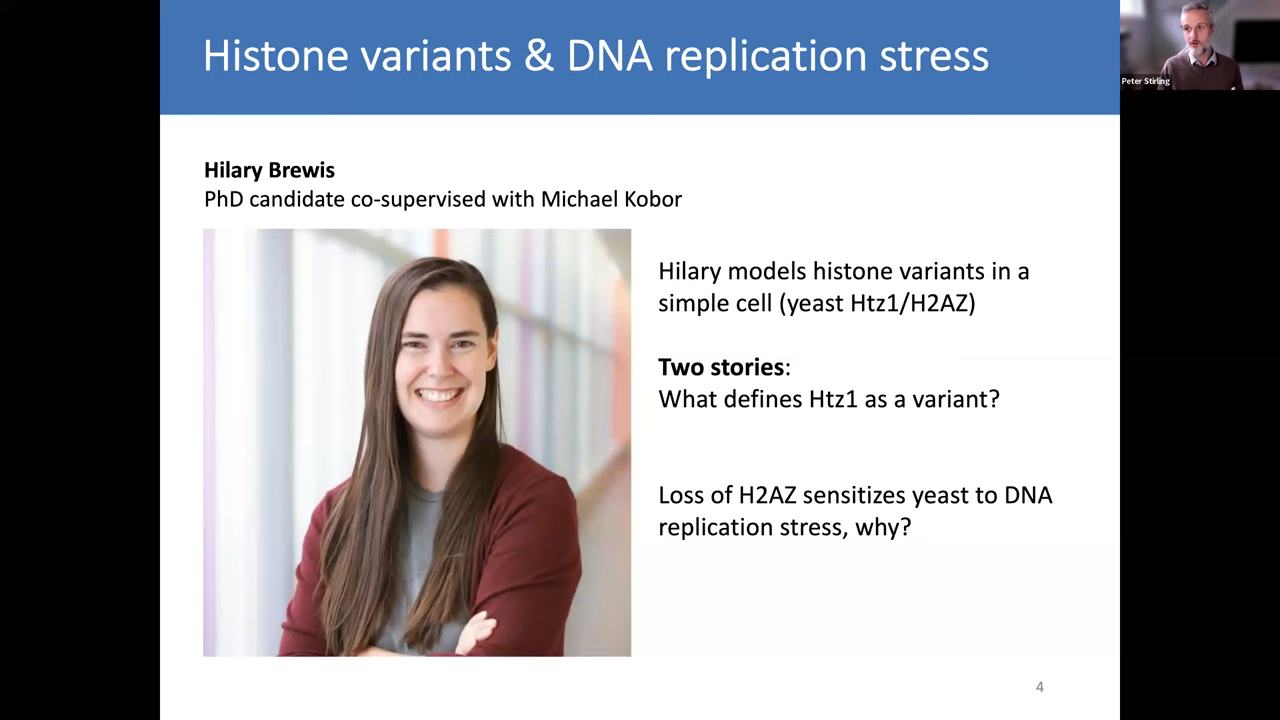 Histone variants & DNA replication stress
Peter Stirling
Hilary Brewis
PhD candidate co-supervised with Michael Kobor
Hilary models histone variants in a
simple cell (yeast Htz1/H2AZ)
Two stories:
What defines Htz1 as a variant?
Loss of H2AZ sensitizes yeast to DNA
replication stress, why?
4